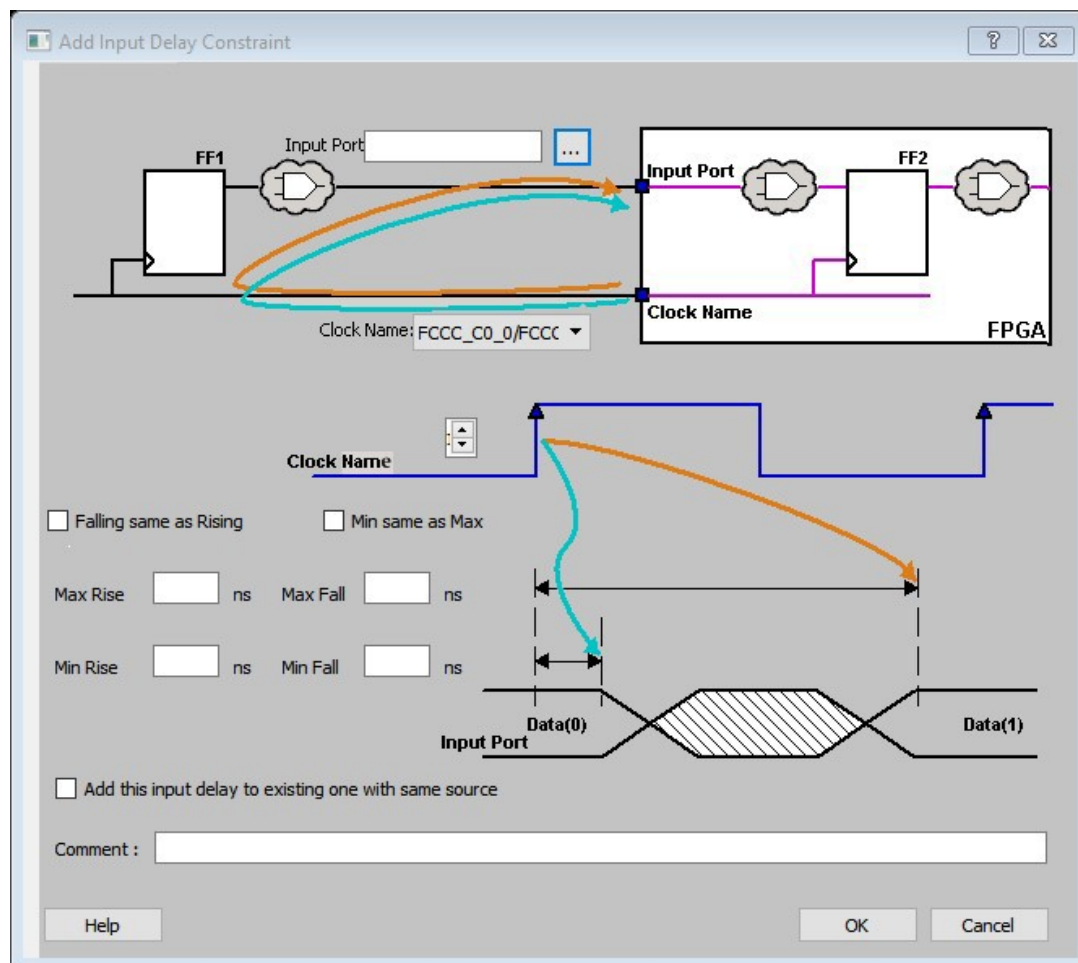 Add Input Delay Constraint
Input Port
...
FF1
Input Port
FF2
Clock Name
Clock Name: FCCC_C0_0/FCCC
FPGA
Clock Name
Falling same as Rising
Min same as Max
Max Rise ns Max Fall ns
Min Rise ns Min Fall ns
Data(0)
Data(1)
Input Port
Add this input delay to existing one with same source
Comment :
Help
OK
Cancel